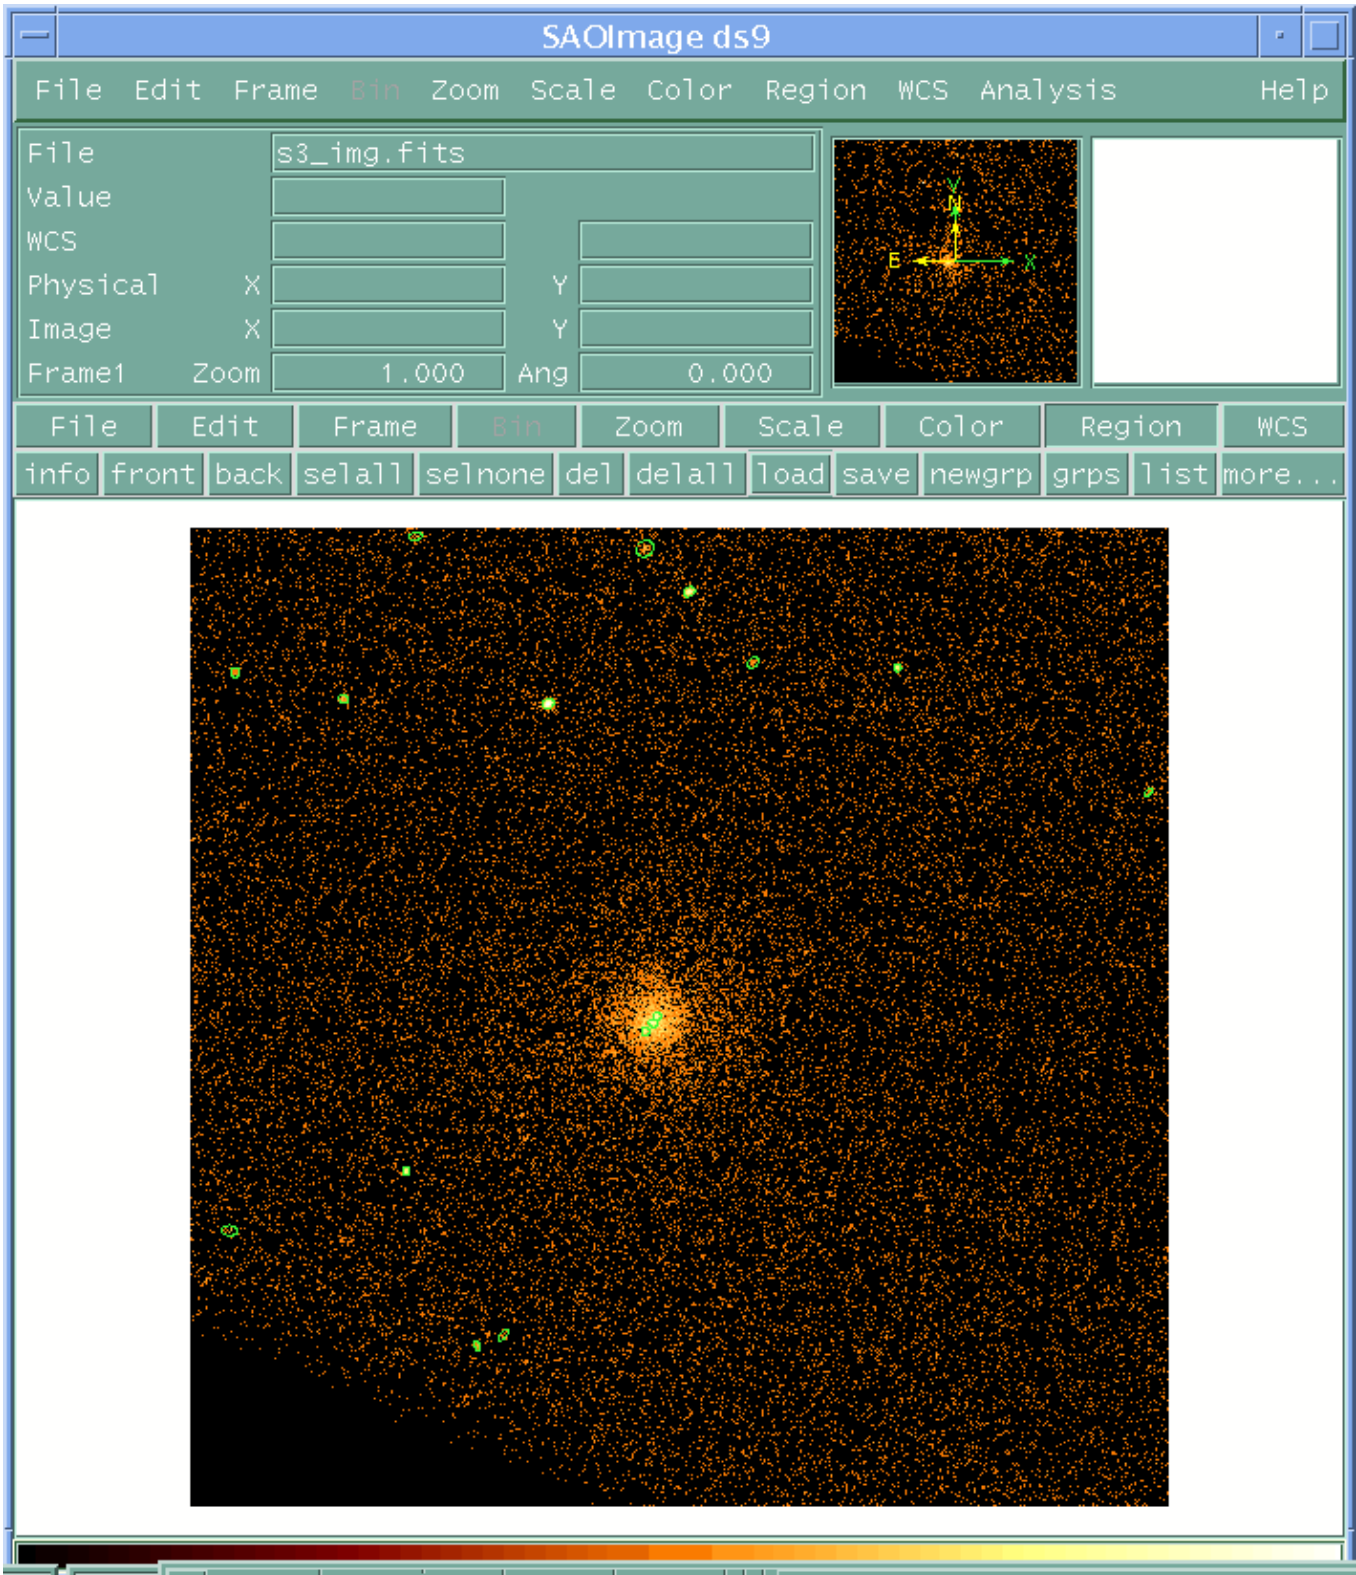 SAOImage ds9
File Edit Frame Bin Zoom Scale Color Region WCS Analysis Help
File s3_img.fits
Value
WCS
Physical X Y
Image X Y
Frame1 Zoom 1.000 Ang 0.000
Y
N
E X
File Edit Frame Bin Zoom Scale Color Region WCS
info front back selall selnone del delall load save newgrp grps list more...